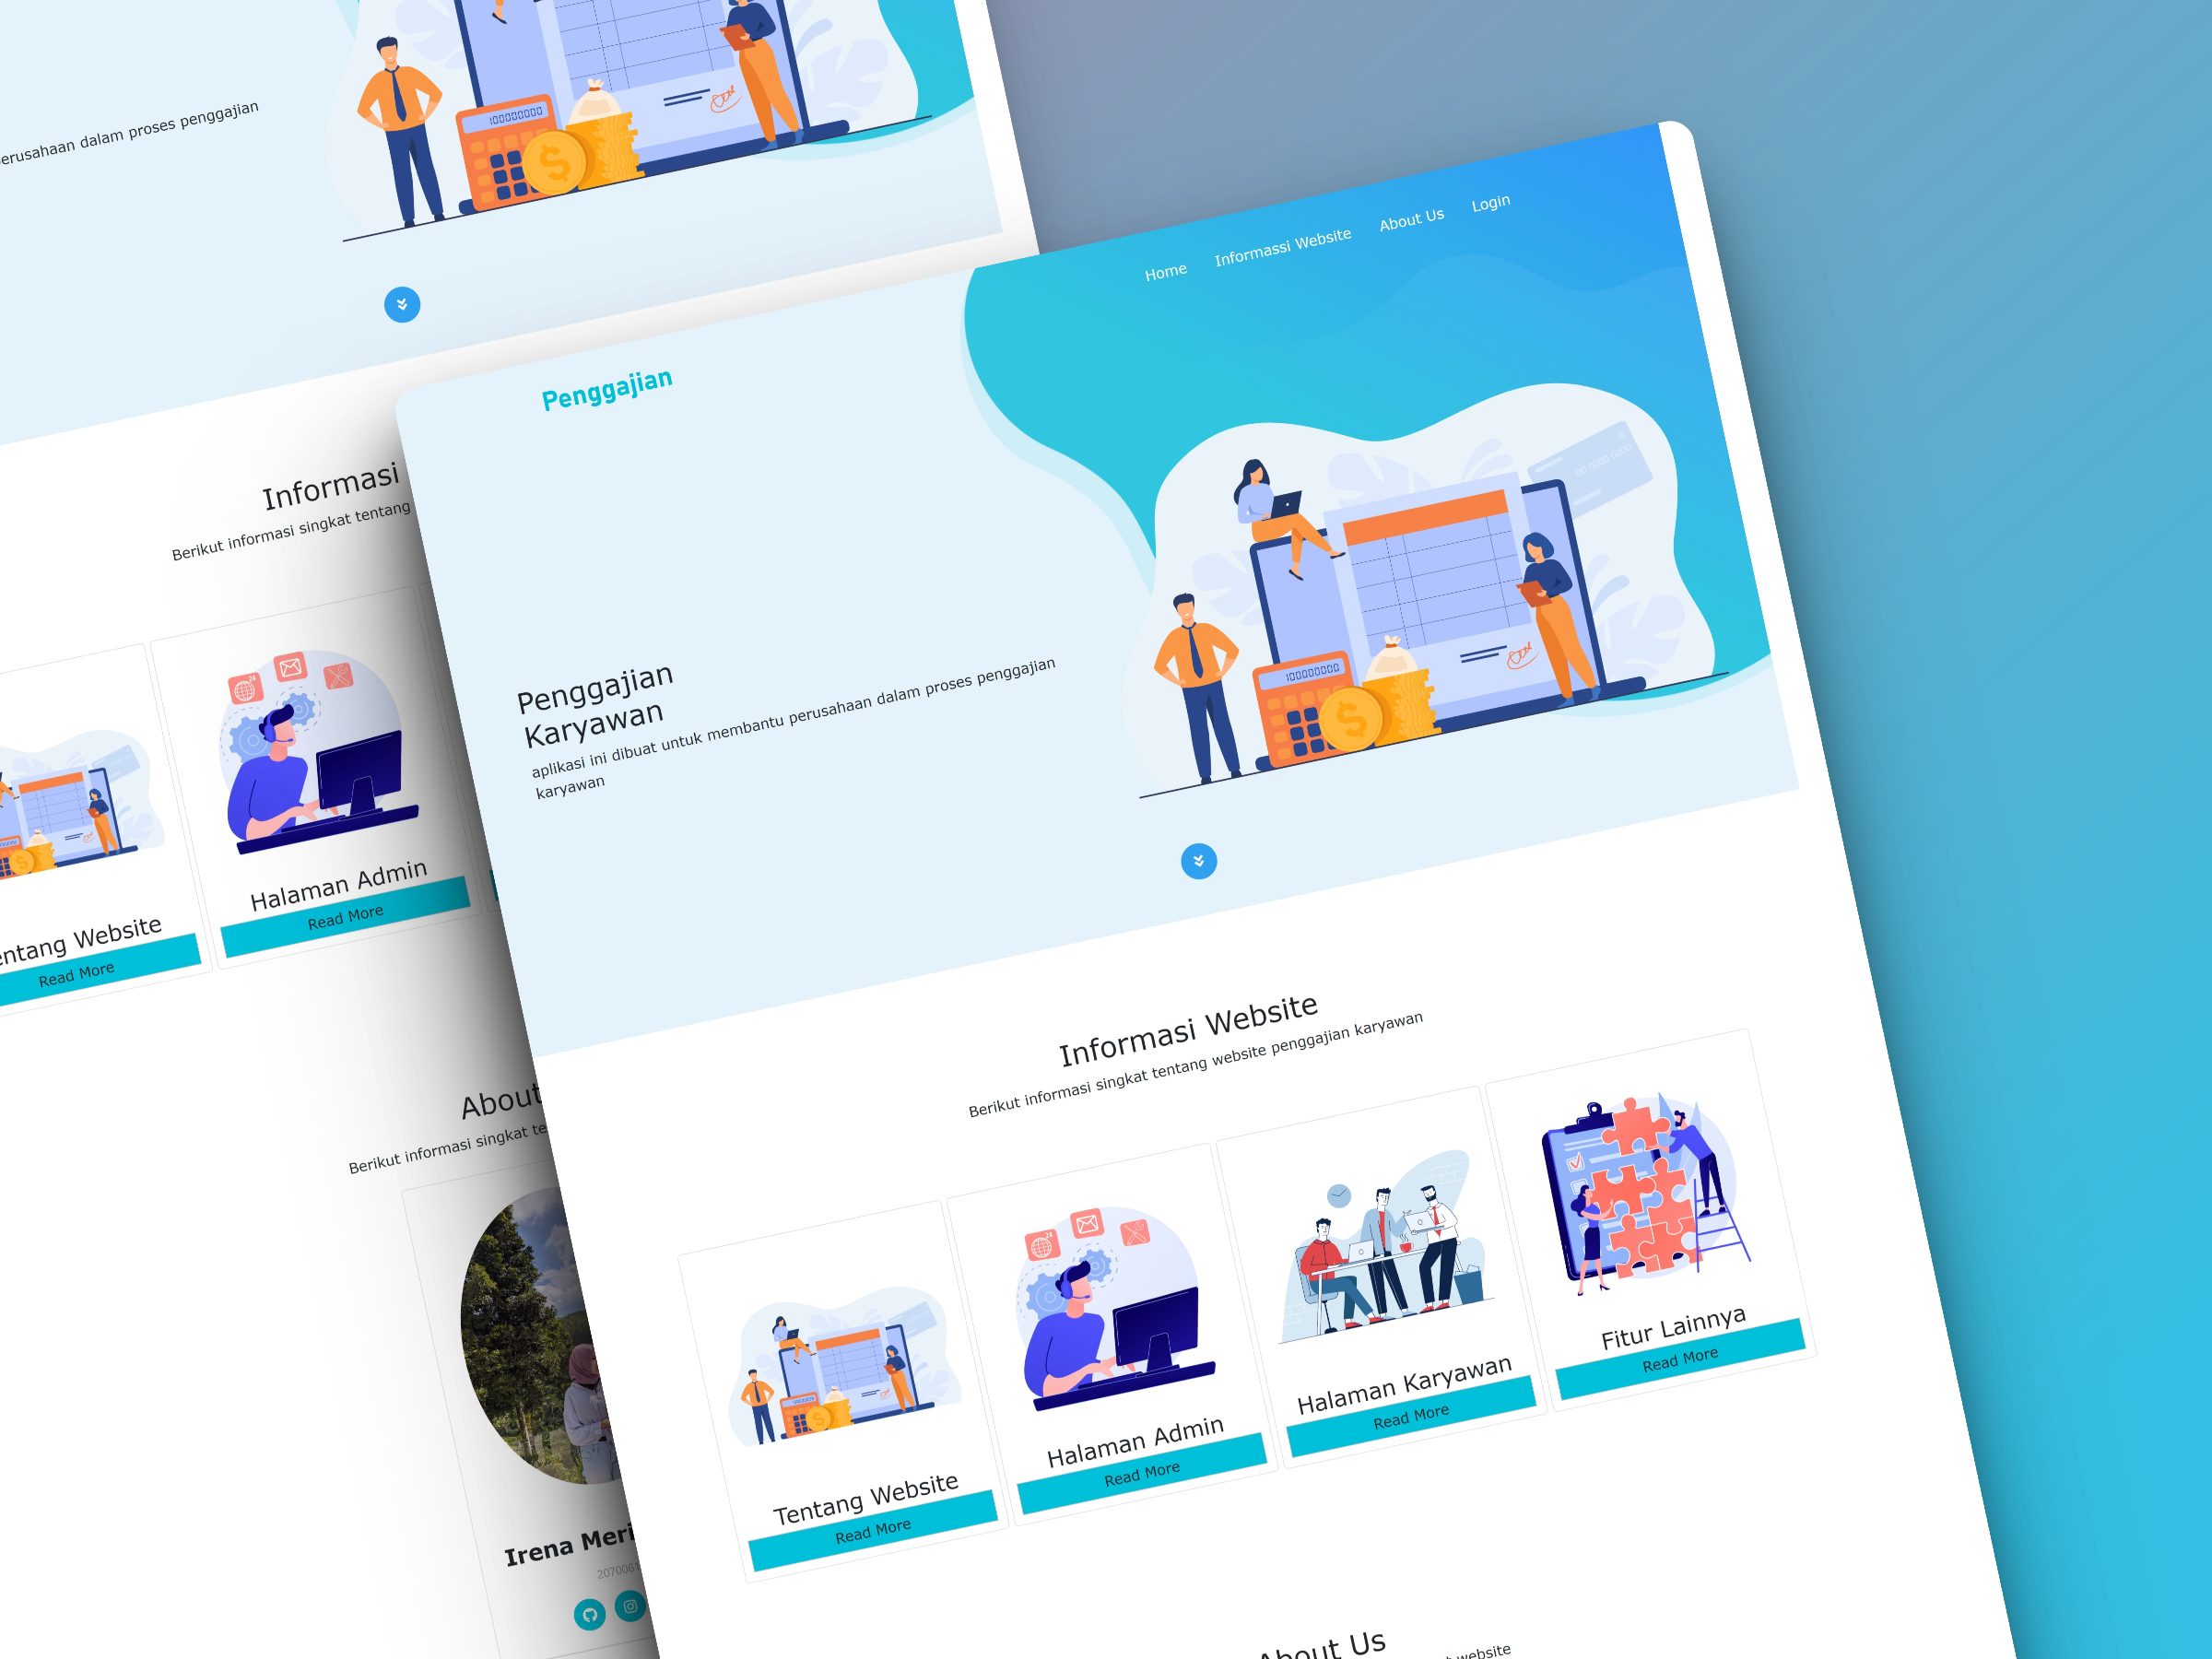 erusahaan dalam proses penggajian
Informasi
Berikut informasi singkat tentang
Halaman Admin
Read More
entang Website
Read More
About
Berikut informasi singkat
Irena Meri
Home
Informassi Website
About Us
Login
Penggajian
Penggajian
Karyawan
aplikasi ini dibuat untuk membantu perusahaan dalam proses penggajian
karyawan
100000000
100000000
Informasi Website
Berikut informasi singkat tentang website penggajian karyawan
Tentang Website
Read More
Halaman Admin
Read More
Halaman Karyawan
Read More
Fitur Lainnya
Read More
About Us
website